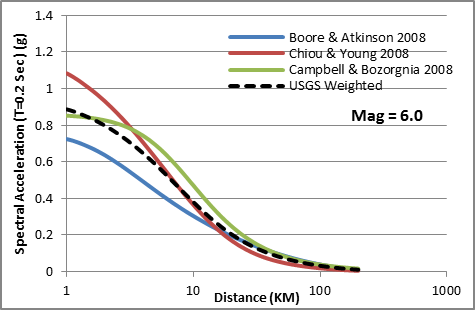 Spectral Acceleration (T=0.2 Sec ) (g)
1.4
1.2
1
0.8
0.6
0.4
0.2
0
Boore & Atkinson 2008
Chiou & Young 2008
Campbell & Bozorgnia 2008
USGS Weighted
Mag = 6.0
1
10
100
1000
Distance (KM)